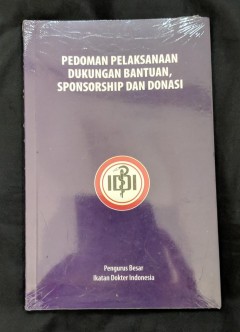 PEDOMAN PELAKSANAAN
DUKUNGAN BANTUAN,
SPONSORSHIP DAN DONASI
IDI
Pengurus Besar
Ikatan Dokter Indonesia